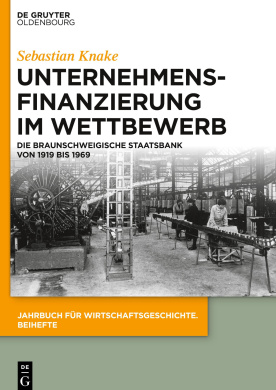 DE GRUYTER
OLDENBOURG
Sebastian Knake
UNTERNEHMENS-
FINANZIERUNG
IM WETTBEWERB
DIE BRAUNSCHWEIGISCHE STAATSBANK
VON 1919 BIS 1969
JAHRBUCH FÜR WIRTSCHAFTSGESCHICHTE.
BEIHEFTE
DE
G